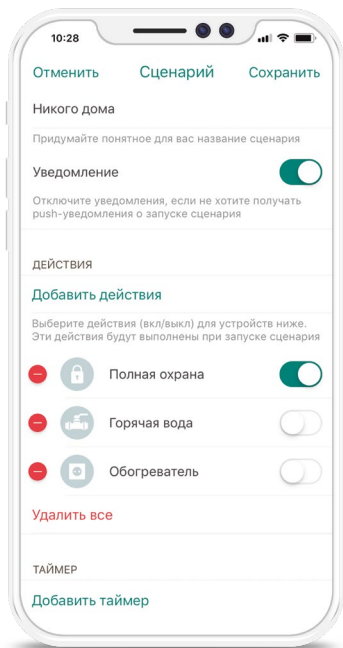 10:28
Отменить Сценарий Сохранить
Никого дома
Придумайте понятное для вас название сценария
Уведомление
Отключите уведомления, если не хотите получать
push-уведомления о запуске сценария
ДЕЙСТВИЯ
Добавить действия
Выберите действия (вкл/выкл) для устройств ниже.
Эти действия будут выполнены при запуске сценария
Полная охрана
Горячая вода
Обогреватель
Удалить все
ТАЙМЕР
Добавить таймер